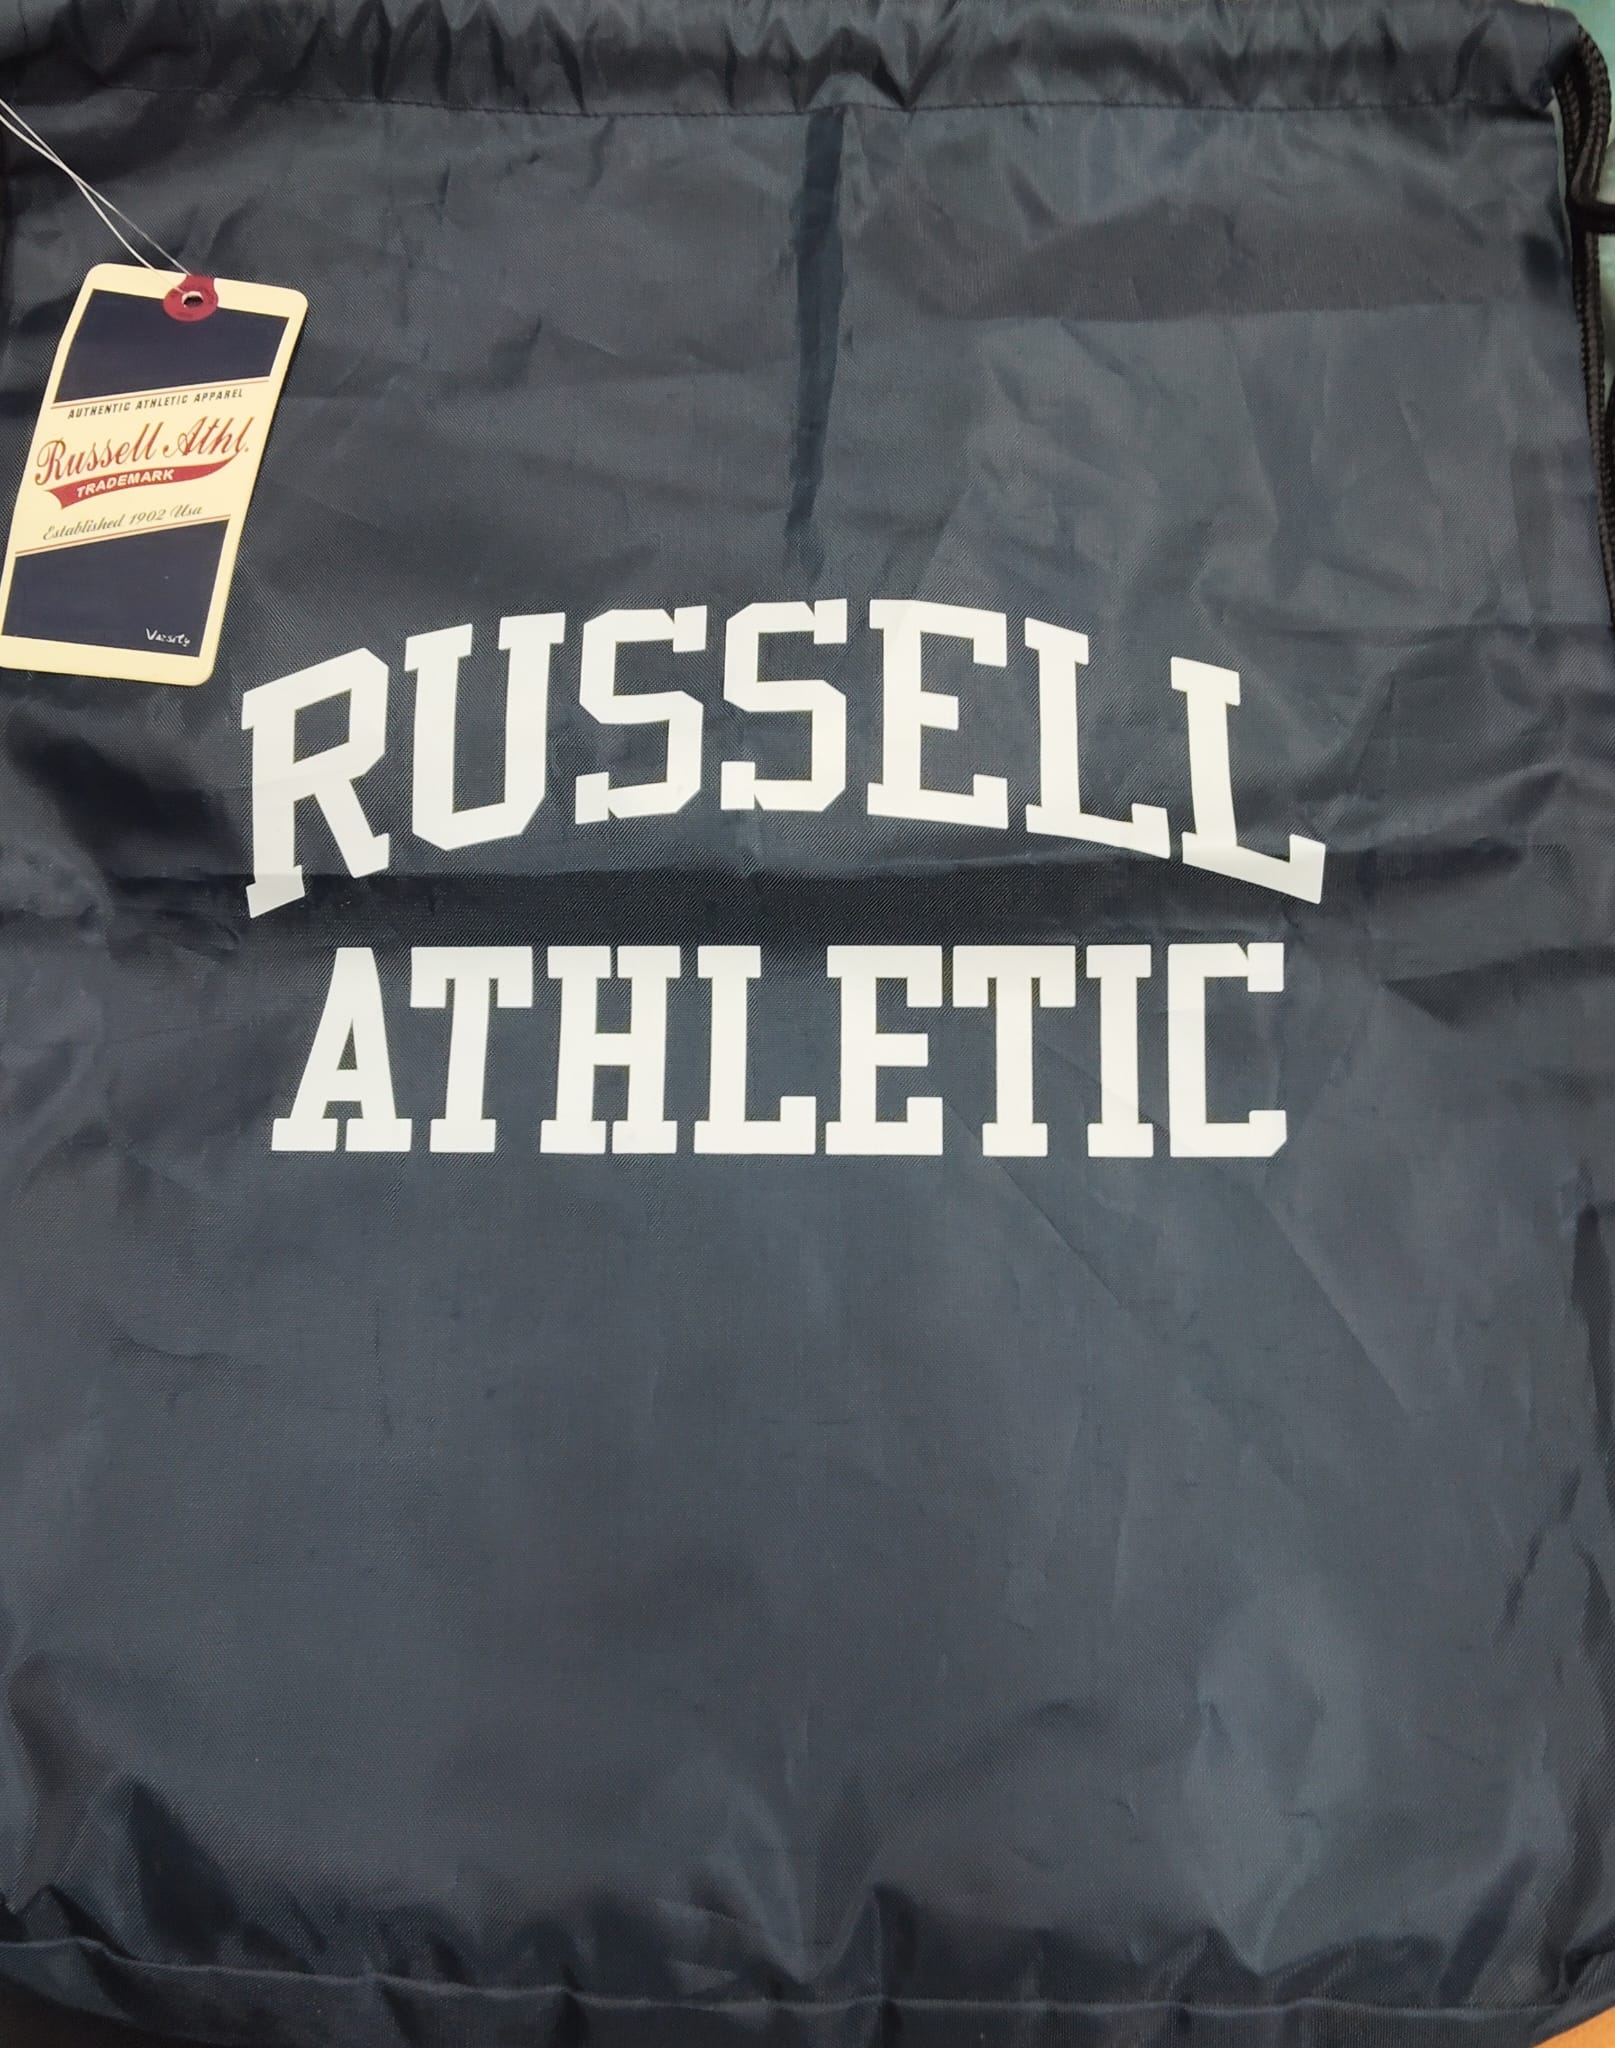 AUTHENTIC ATHLETIC APPAREL
Russell Athl.
TRADEMARK
Established 1902 Usa
Varsity
RUSSELL
ATHLETIC